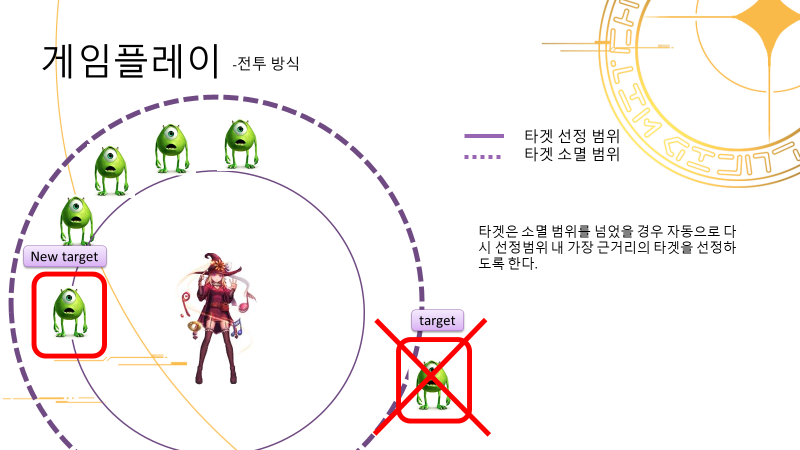 게임플레이 -전투 방식
타겟 선정 범위
타겟 소멸 범위
타겟은 소멸 범위를 넘었을 경우 자동으로 다
시 선정범위 내 가장 근거리의 타겟을 선정하
도록 한다.
New target
target